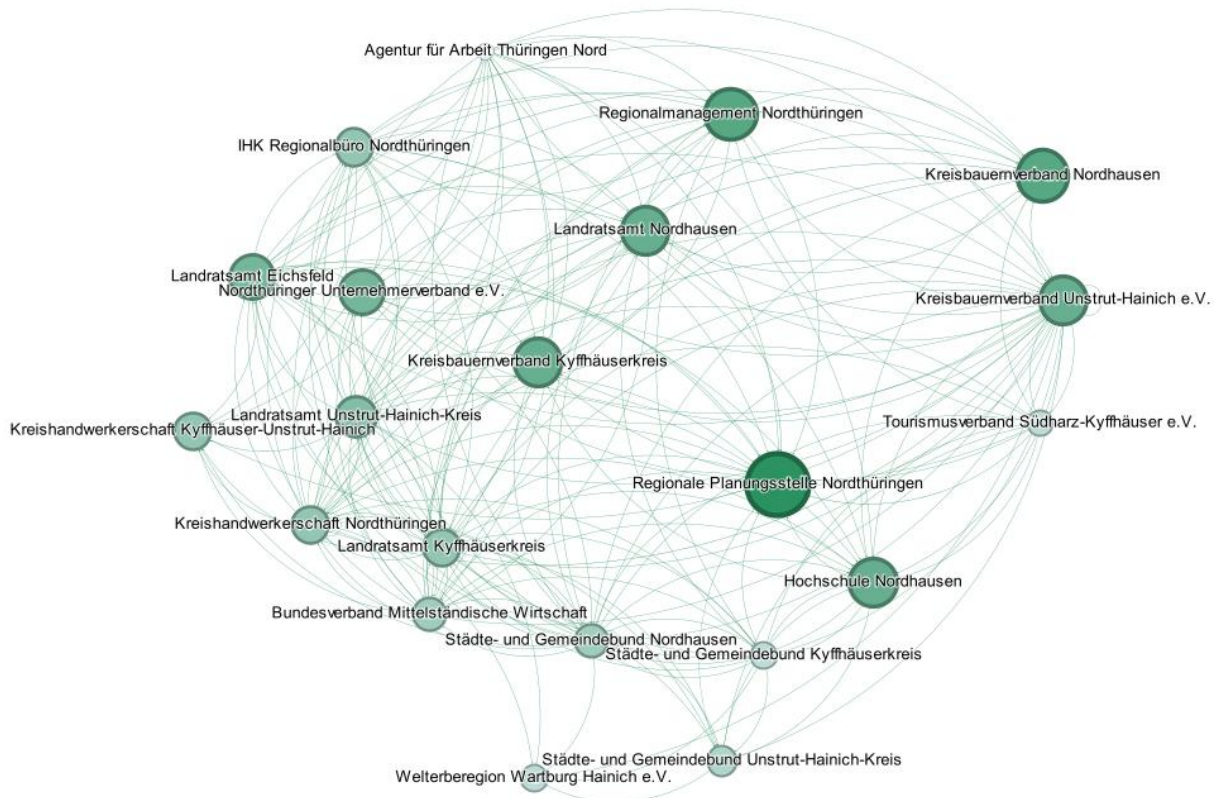 Agentur für Arbeit Thüringen Nord
Regionalmanagement Nordthüringen
IHK Regionalbüro Nordthüringen
Kreisbauernverband Nordhausen
Landratsamt Nordhausen
Landratsamt Eichsfeld
Nordthüringer Unternehmerverband e.V.
Kreisbauernverband Unstrut-Hainich e.V.
Kreisbauernverband Kyffhäuserkreis
Landratsamt Unstrut-Hainich-Kreis
Kreishandwerkerschaft Kyffhäuser-Unstrut-Hainich
Tourismusverband Südharz-Kyffhäuser e.V.
Regionale Planungsstelle Nordthüringen
Kreishandwerkerschaft Nordthüringen
Landratsamt Kyffhäuserkreis
Hochschule Nordhausen
Bundesverband Mittelständische Wirtschaft
Städte- und Gemeindebund Nordhausen
Städte- und Gemeindebund Kyffhäuserkreis
Städte- und Gemeindebund Unstrut-Hainich-Kreis
Welterberegion Wartburg Hainich e.V.